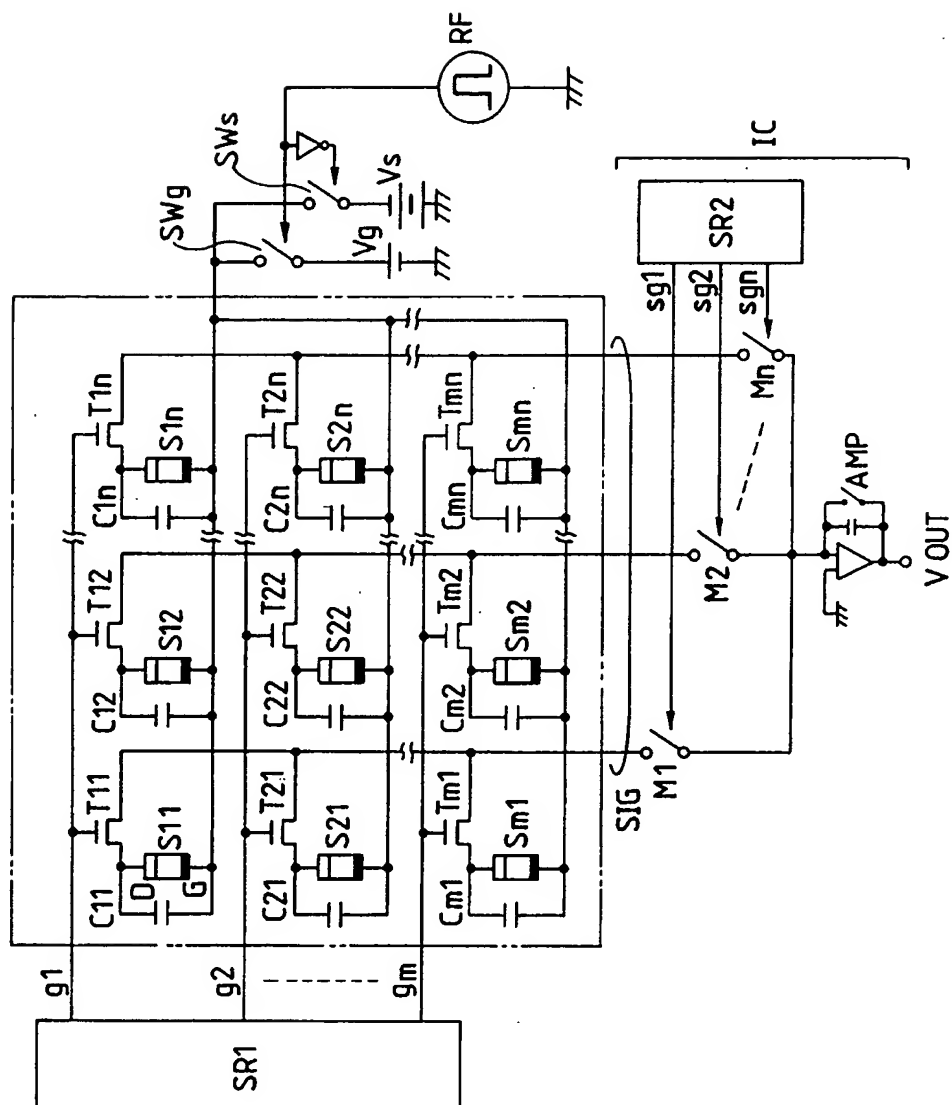 RF
SWs
SWg
Vs
Vg
IC
SR2
sg1
sg2
sgn
T11
T12
T1n
C11
S11
C12
S12
C1n
S1n
D
G
T21
T22
T2n
C21
S21
C22
S22
C2n
S2n
Tm1
Tm2
Tmn
Cm1
Sm1
Cm2
Sm2
Cmn
Smn
g1
g2
gm
SR1
SIG
M1
M2
Mn
AMP
V OUT